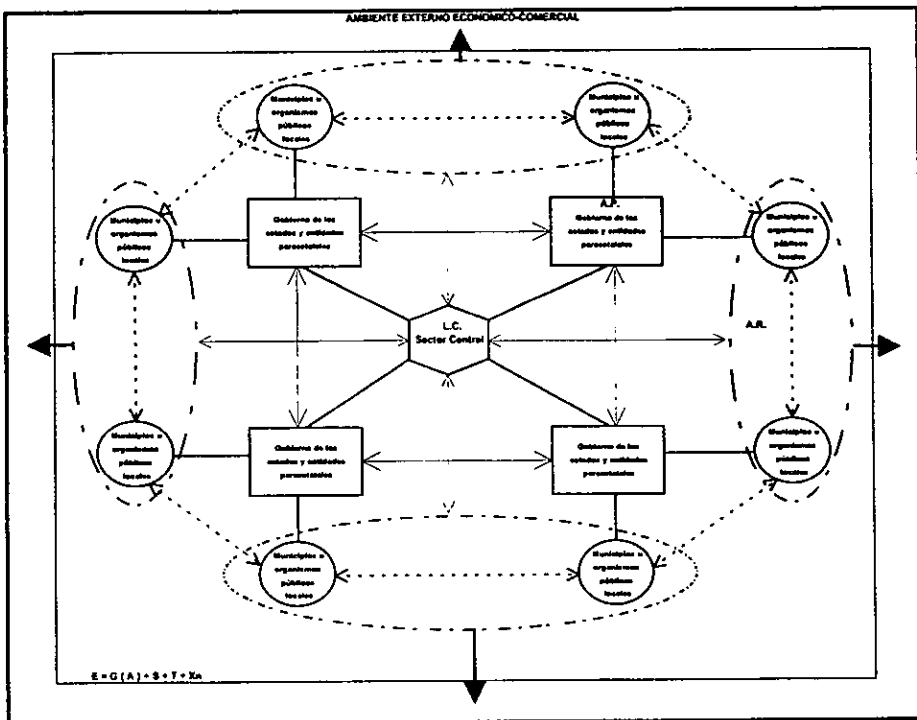 AMBIENTE EXTERNO ECONOMICO-COMERCIAL
Municipios u
organismos
públicos
locales
Municipios u
organismos
públicos
locales
Municipios u
organismos
públicos
locales
Gobierno de los
estados y entidades
paraestatales
A.P.
Gobierno de los
estados y entidades
paraestatales
Municipios u
organismos
públicos
locales
L.C.
Sector Central
A.R.
Municipios u
organismos
públicos
locales
Gobierno de los
estados y entidades
paraestatales
Gobierno de los
estados y entidades
paraestatales
Municipios u
organismos
públicos
locales
Municipios u
organismos
públicos
locales
Municipios u
organismos
públicos
locales
E = G ( A ) + S + T + Xn